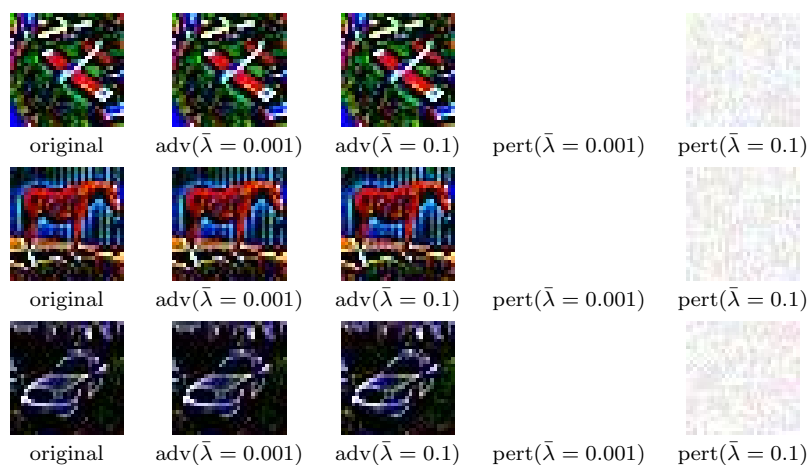 original adv(λ̄ = 0.001) adv(λ̄ = 0.1) pert(λ̄ = 0.001) pert(λ̄ = 0.1)
original adv(λ̄ = 0.001) adv(λ̄ = 0.1) pert(λ̄ = 0.001) pert(λ̄ = 0.1)
original adv(λ̄ = 0.001) adv(λ̄ = 0.1) pert(λ̄ = 0.001) pert(λ̄ = 0.1)